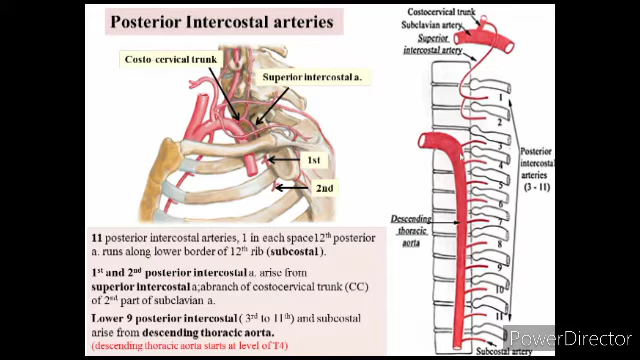 Posterior Intercostal arteries
Costo-cervical trunk
Superior intercostal a.
1st
2nd
11 posterior intercostal arteries, 1 in each space12th posterior
a. runs along lower border of 12th rib (subcostal).
1st and 2nd posterior intercostal a. arise from
superior intercostal a;abranch of costocervical trunk (CC)
of 2nd part of subclavian a.
Lower 9 posterior intercostal ( 3rd to 11th) and subcostal
arise from descending thoracic aorta.
(descending thoracic aorta starts at level of T4)
Costocervical trunk
Subclavian artery
Superior
intercostal artery
1
2
3
4
5
6
7
8
9
10
11
Posterior
intercostal
arteries
(3 - 11)
Descending
thoracic
aorta
Subcostal artery
PowerDirector